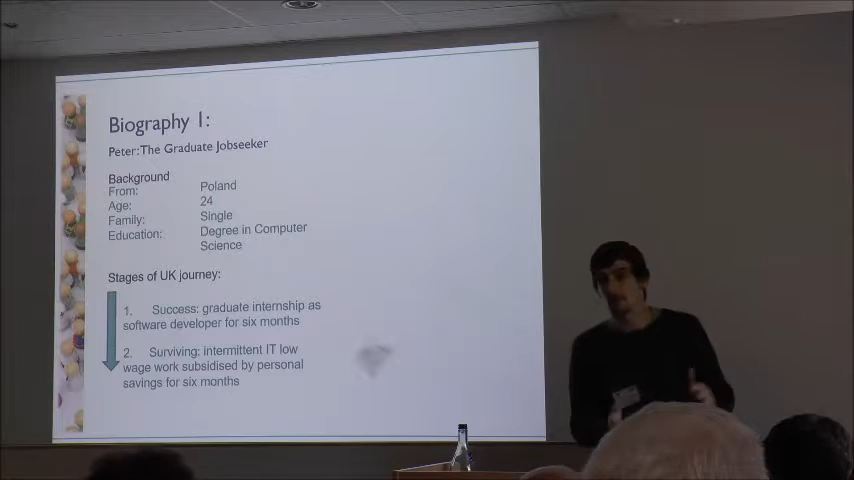 Biography 1:
Peter:The Graduate Jobseeker
Background
From: Poland
Age: 24
Family: Single
Education: Degree in Computer
Science
Stages of UK journey:
1. Success: graduate internship as
software developer for six months
2. Surviving: intermittent IT low
wage work subsidised by personal
savings for six months